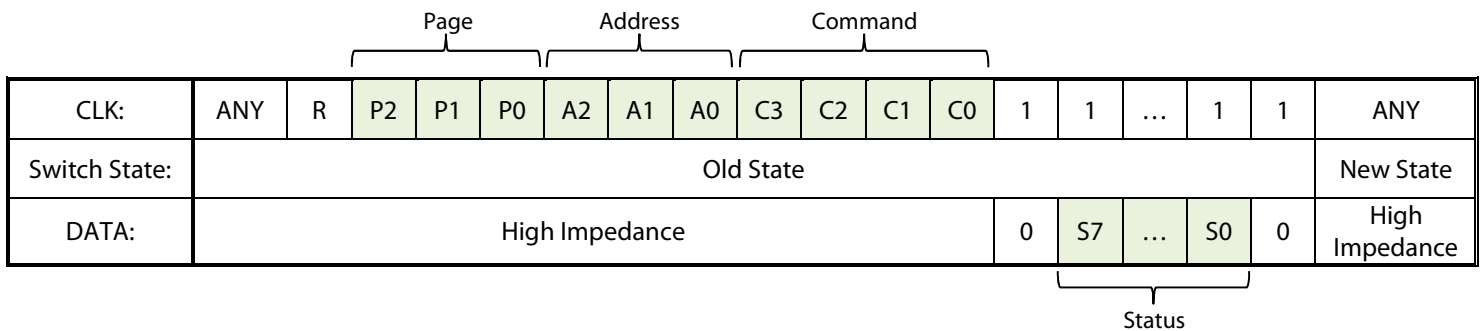 Page Address Command
CLK: ANY R P2 P1 P0 A2 A1 A0 C3 C2 C1 C0 1 1 ... 1 1 ANY
Switch State: Old State New State
DATA: High Impedance 0 S7 ... S0 0 High
Impedance
Status